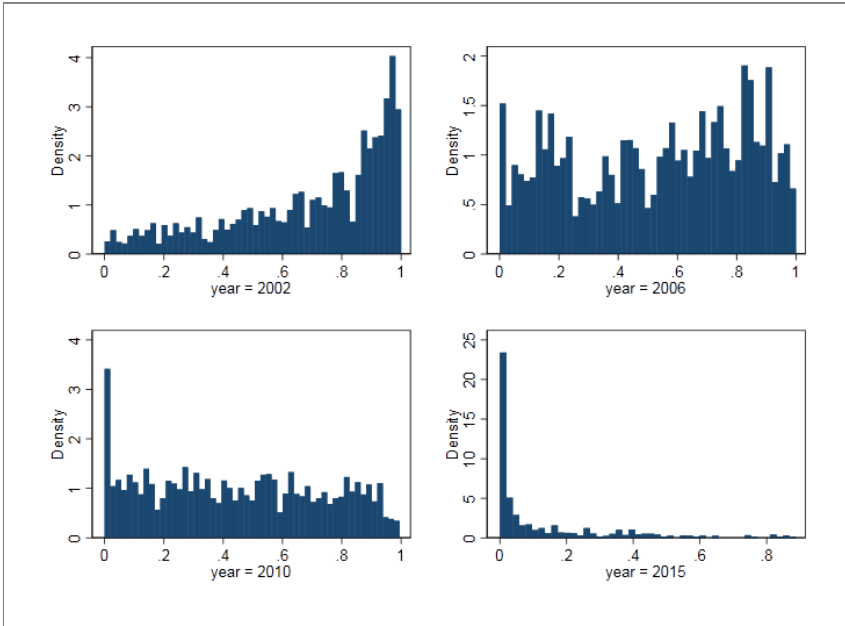 Density
4
3
2
1
0
0 .2 .4 .6 .8 1
year = 2002
Density
2
1.5
1
.5
0
0 .2 .4 .6 .8 1
year = 2006
Density
4
3
2
1
0
0 .2 .4 .6 .8 1
year = 2010
Density
25
20
15
10
5
0
0 .2 .4 .6 .8
year = 2015